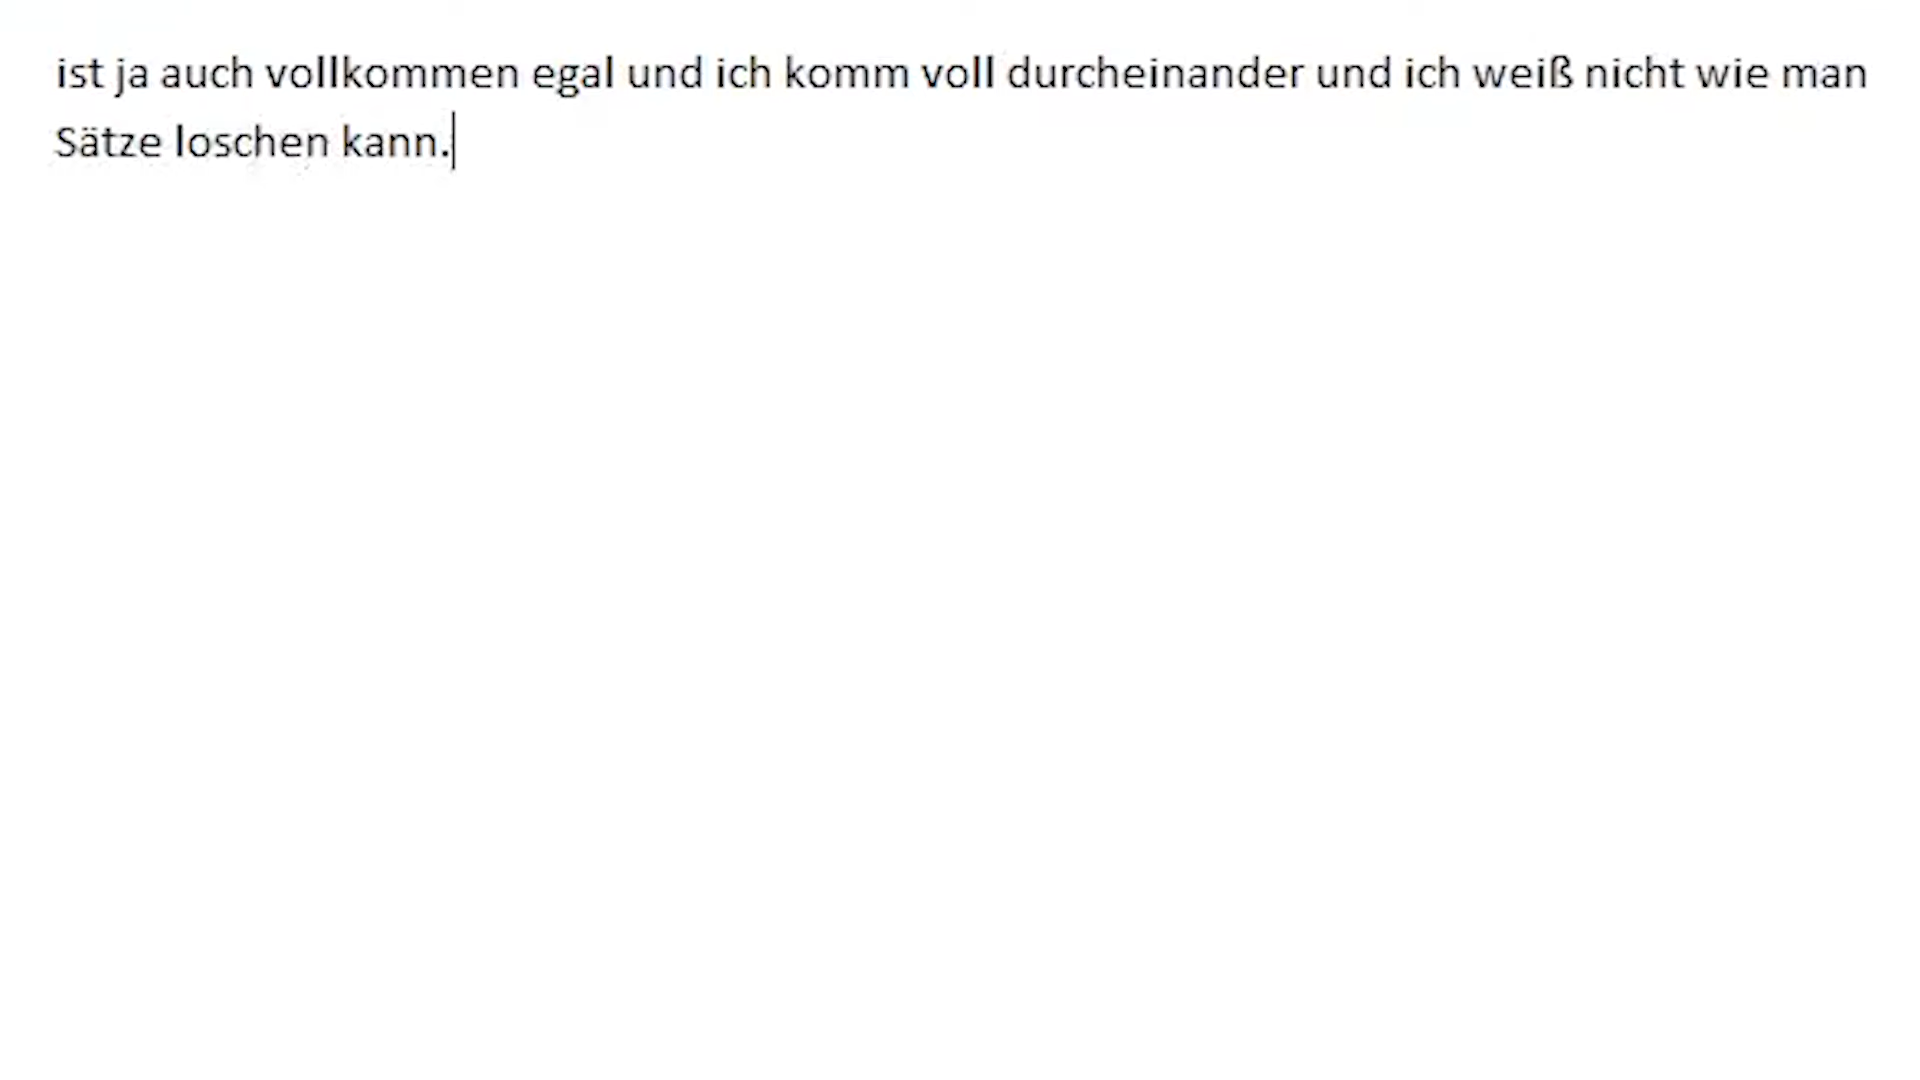 ist ja auch vollkommen egal und ich komm voll durcheinander und ich weiß nicht wie man
Sätze loschen kann.